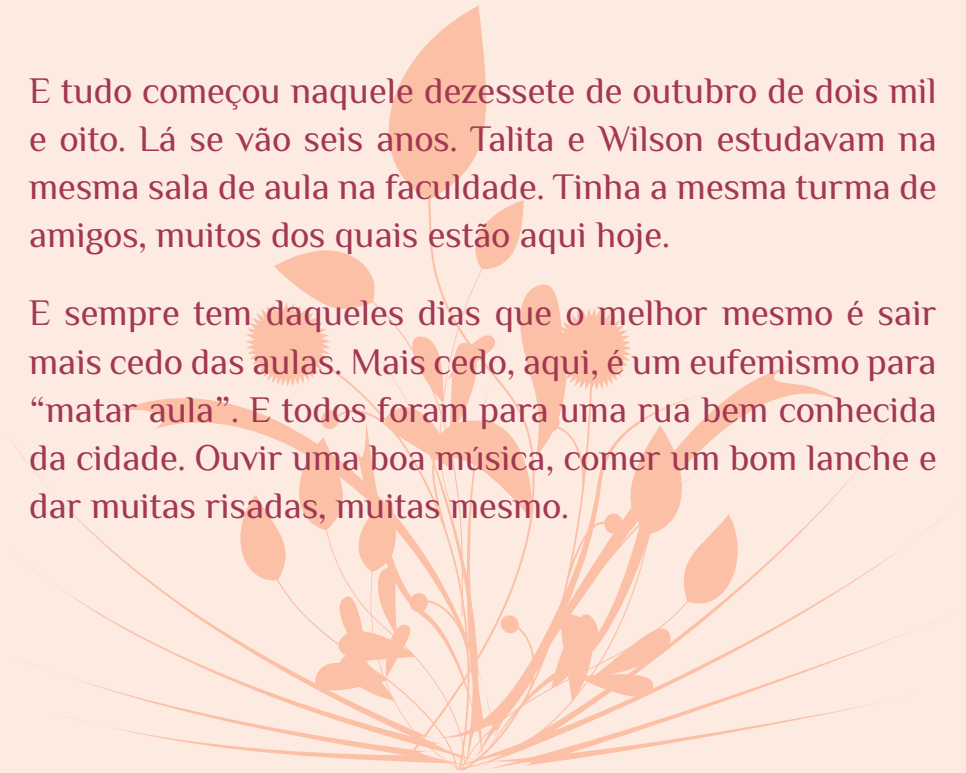 E tudo começou naquele dezessete de outubro de dois mil
e oito. Lá se vão seis anos. Talita e Wilson estudavam na
mesma sala de aula na faculdade. Tinha a mesma turma de
amigos, muitos dos quais estão aqui hoje.
E sempre tem daqueles dias que o melhor mesmo é sair
mais cedo das aulas. Mais cedo, aqui, é um eufemismo para
“matar aula”. E todos foram para uma rua bem conhecida
da cidade. Ouvir uma boa música, comer um bom lanche e
dar muitas risadas, muitas mesmo.